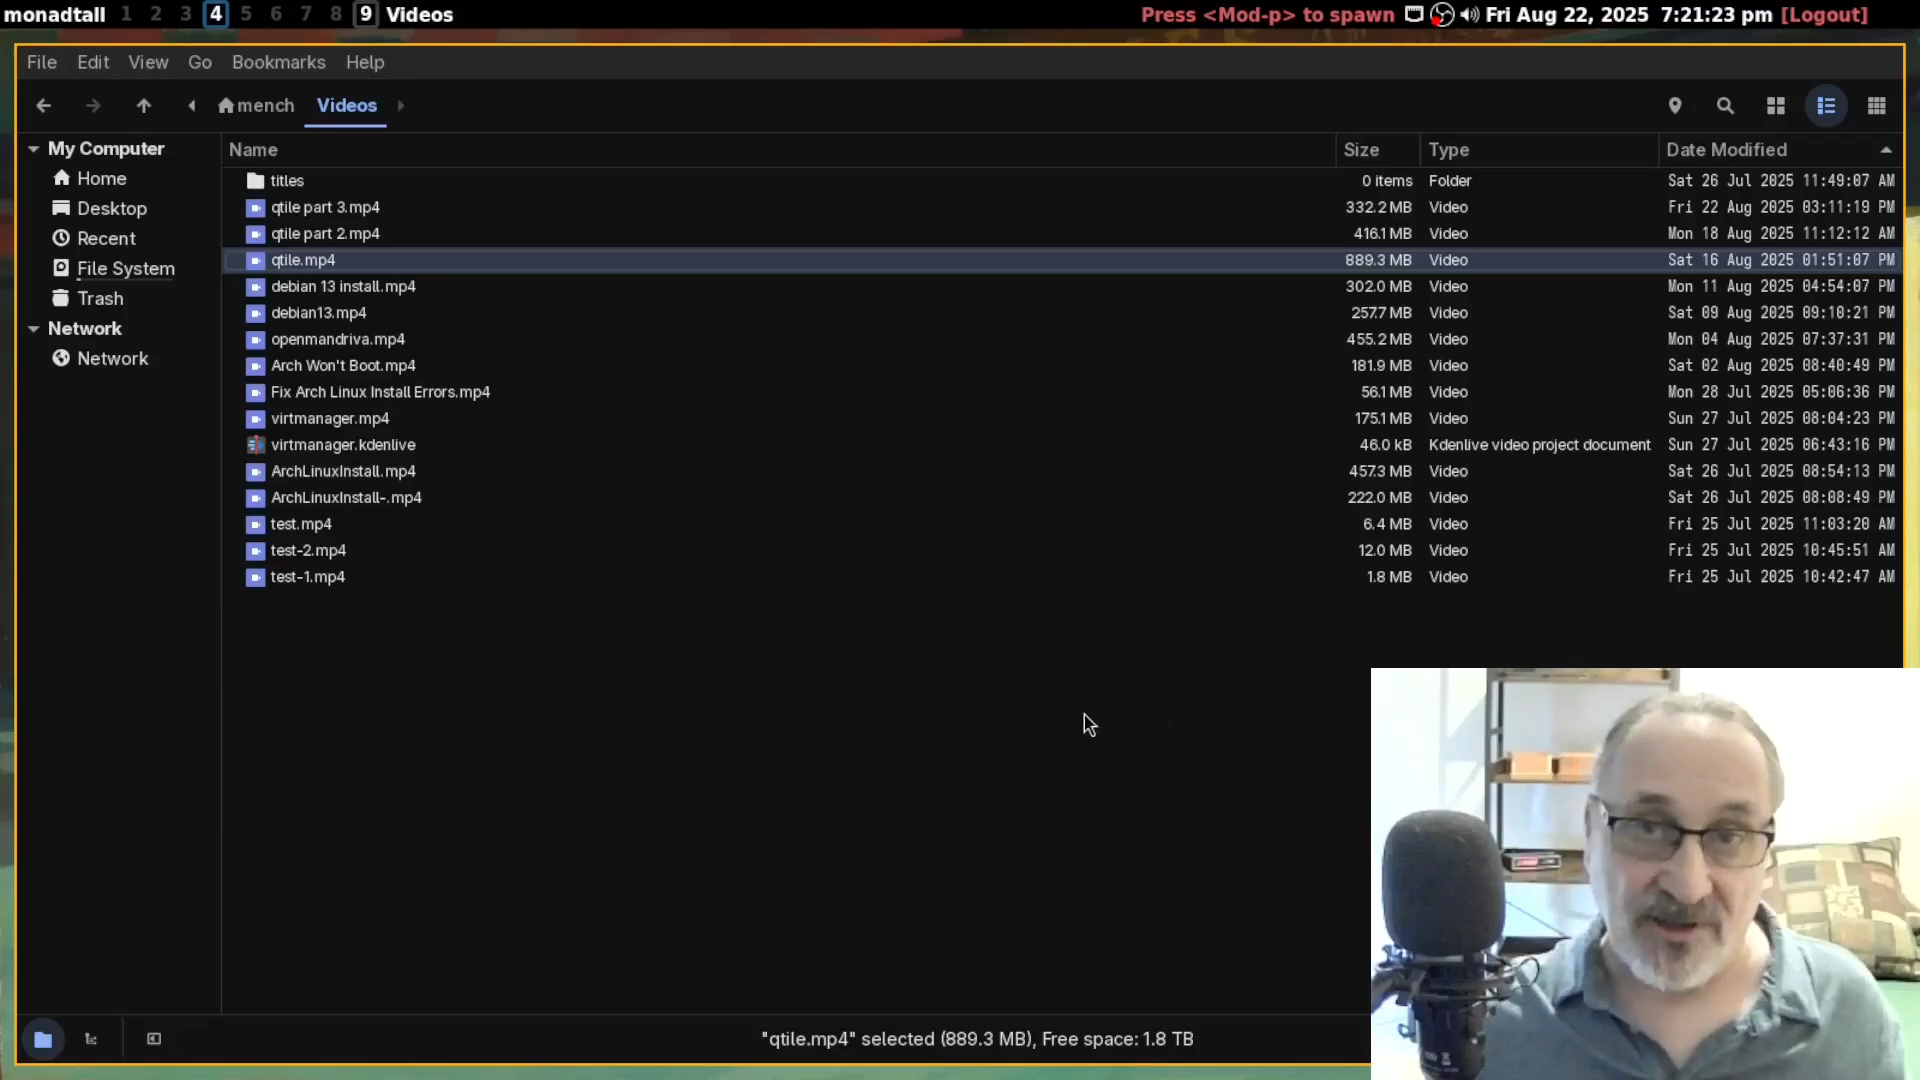 monadtall 1 2 3 4 5 6 7 8 9 Videos Press <Mod-p> to spawn Fri Aug 22, 2025 7:21:23 pm [Logout]
File Edit View Go Bookmarks Help
mench Videos
My Computer
Home
Desktop
Recent
File System
Trash
Network
Network
Name Size Type Date Modified
titles 0 items Folder Sat 26 Jul 2025 11:49:07 AM
qtile part 3.mp4 332.2 MB Video Fri 22 Aug 2025 03:11:19 PM
qtile part 2.mp4 416.1 MB Video Mon 18 Aug 2025 11:12:12 AM
qtile.mp4 889.3 MB Video Sat 16 Aug 2025 01:51:07 PM
debian 13 install.mp4 302.0 MB Video Mon 11 Aug 2025 04:54:07 PM
debian13.mp4 257.7 MB Video Sat 09 Aug 2025 09:10:21 PM
openmandriva.mp4 455.2 MB Video Mon 04 Aug 2025 07:37:31 PM
Arch Won't Boot.mp4 181.9 MB Video Sat 02 Aug 2025 08:40:49 PM
Fix Arch Linux Install Errors.mp4 56.1 MB Video Mon 28 Jul 2025 05:06:36 PM
virtmanager.mp4 175.1 MB Video Sun 27 Jul 2025 08:04:23 PM
virtmanager.kdenlive 46.0 kB Kdenlive video project document Sun 27 Jul 2025 06:43:16 PM
ArchLinuxInstall.mp4 457.3 MB Video Sat 26 Jul 2025 08:54:13 PM
ArchLinuxInstall-.mp4 222.0 MB Video Sat 26 Jul 2025 08:08:49 PM
test.mp4 6.4 MB Video Fri 25 Jul 2025 11:03:20 AM
test-2.mp4 12.0 MB Video Fri 25 Jul 2025 10:45:51 AM
test-1.mp4 1.8 MB Video Fri 25 Jul 2025 10:42:47 AM
"qtile.mp4" selected (889.3 MB), Free space: 1.8 TB